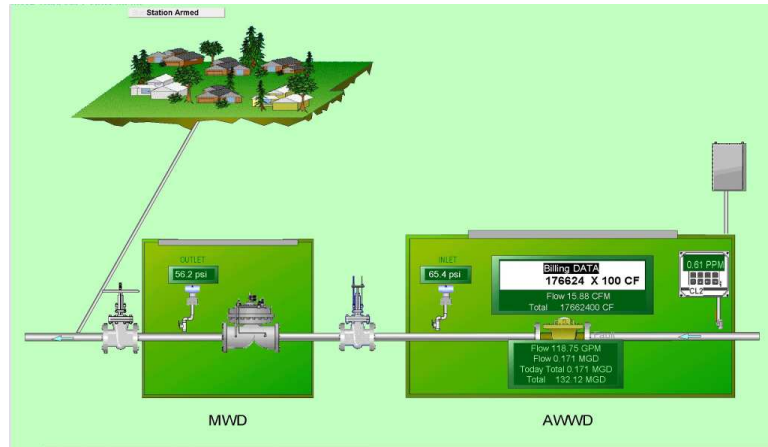 Station Armed
OUTLET
56.2 psi
INLET
65.4 psi
Billing DATA
176624 X 100 CF
Flow 15.88 CFM
Total 17662400 CF
0.61 PPM
CL2
Flow 118.75 GPM
Flow 0.171 MGD
Today Total 0.171 MGD
Total 132.12 MGD
MWD
AWWD